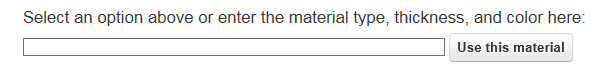 Select an option above or enter the material type, thickness, and color here:
Use this material